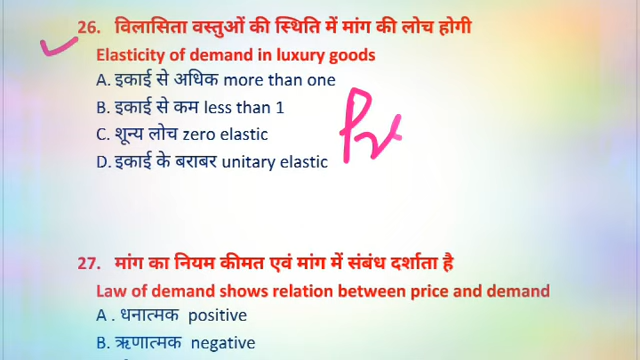 26. विलासिता वस्तुओं की स्थिति में मांग की लोच होगी
Elasticity of demand in luxury goods
A. इकाई से अधिक more than one
B. इकाई से कम less than 1
C. शून्य लोच zero elastic
D. इकाई के बराबर unitary elastic
27. मांग का नियम कीमत एवं मांग में संबंध दर्शाता है
Law of demand shows relation between price and demand
A . धनात्मक positive
B. ऋणात्मक negative